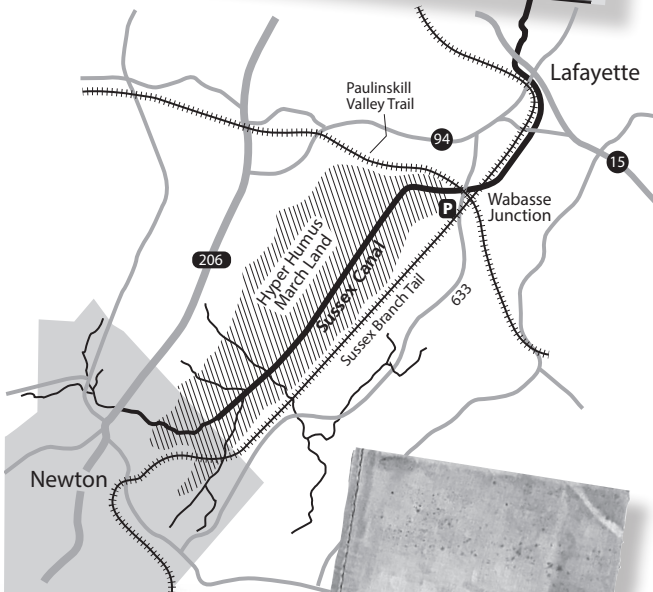 Lafayette
Paulinskill
Valley Trail
94
15
Wabasse
Junction
P
206
Hyper Humus
March Land
Sussex Canal
Sussex Branch Tail
633
Newton